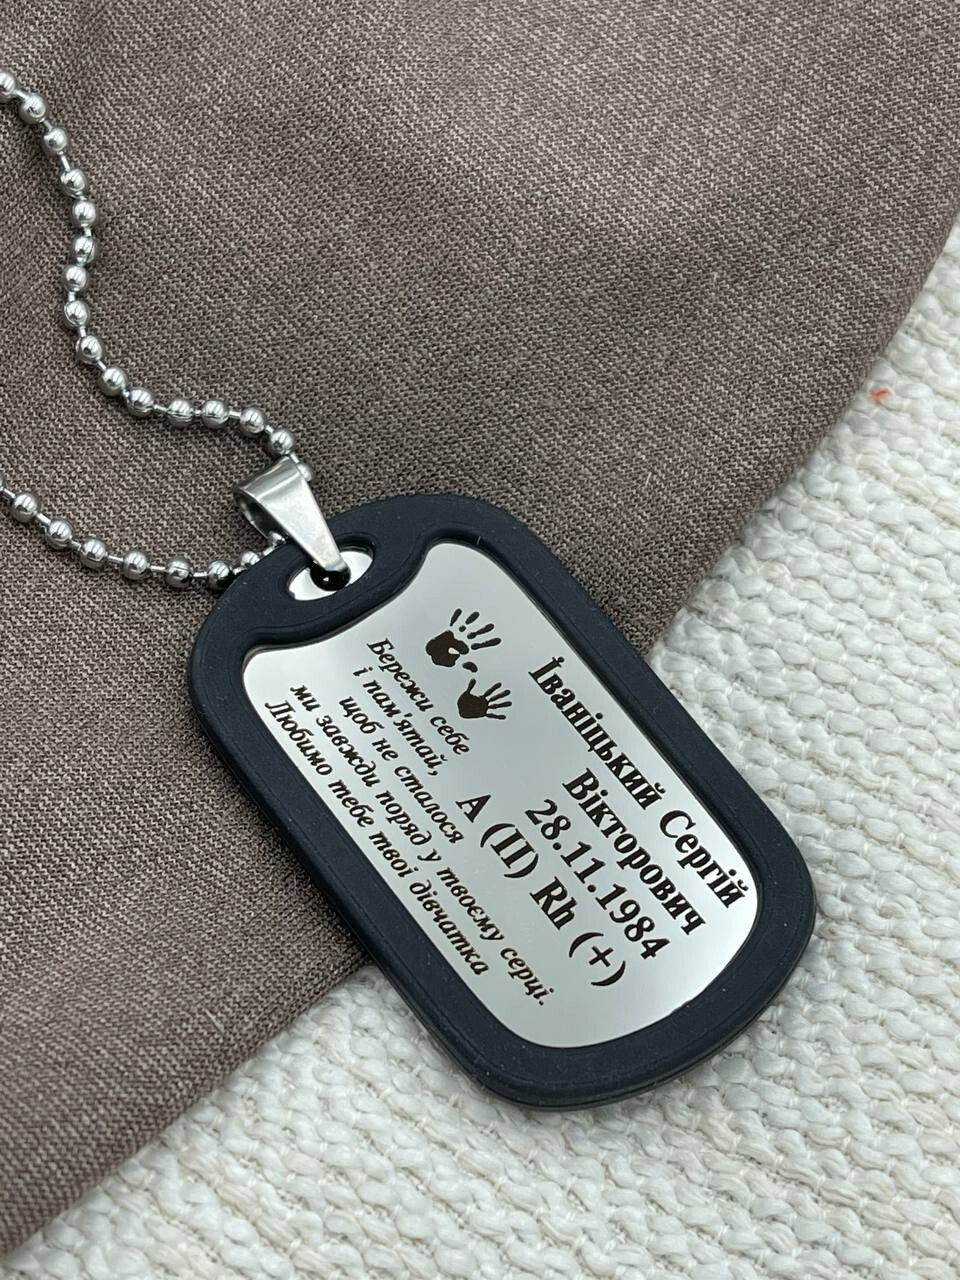 Іваніцький Сергій
Вікторович
28.11.1984
A (II) Rh (+)
Бережи себе
і пам'ятай,
щоб не сталося
ми завжди поряд у твоєму серці.
Любимо тебе твої дівчатка